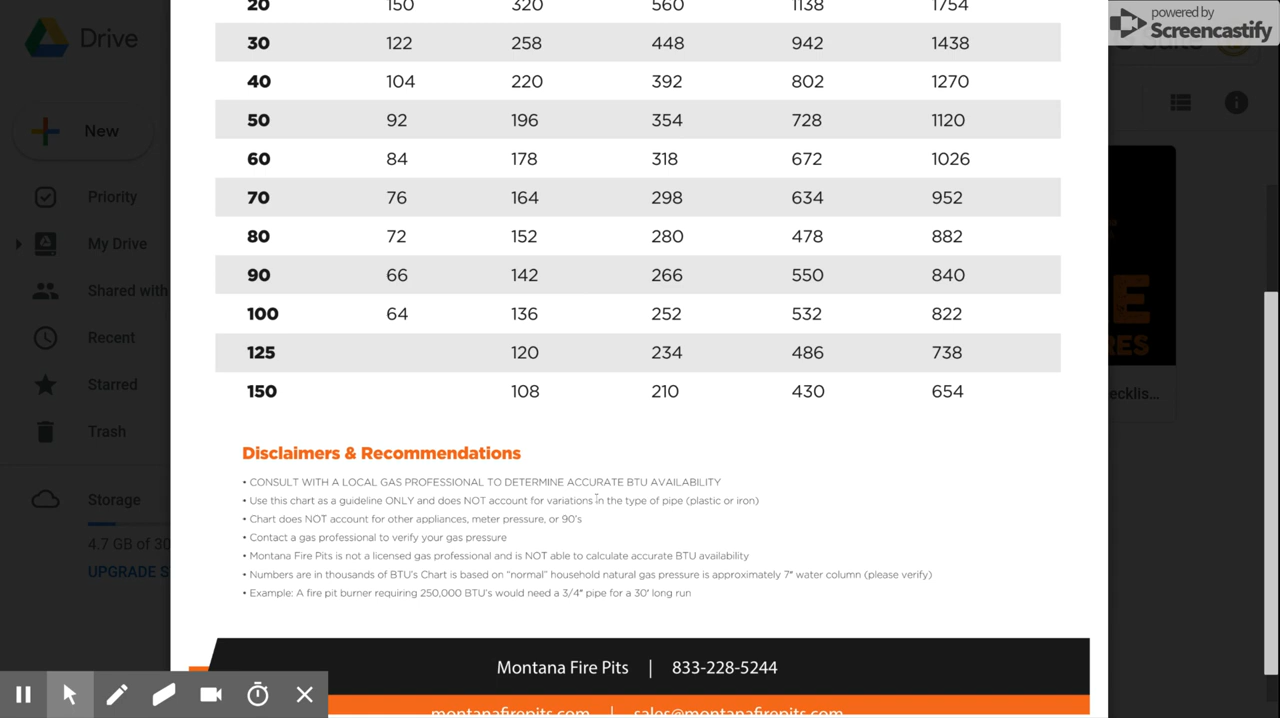 Drive
New
Priority
My Drive
Shared with
Recent
Starred
Trash
Storage
4.7 GB of 30
UPGRADE S
20 150 320 560 1138 1754
30 122 258 448 942 1438
40 104 220 392 802 1270
50 92 196 354 728 1120
60 84 178 318 672 1026
70 76 164 298 634 952
80 72 152 280 478 882
90 66 142 266 550 840
100 64 136 252 532 822
125 120 234 486 738
150 108 210 430 654
Disclaimers & Recommendations
• CONSULT WITH A LOCAL GAS PROFESSIONAL TO DETERMINE ACCURATE BTU AVAILABILITY
• Use this chart as a guideline ONLY and does NOT account for variations in the type of pipe (plastic or iron)
• Chart does NOT account for other appliances, meter pressure, or 90's
• Contact a gas professional to verify your gas pressure
• Montana Fire Pits is not a licensed gas professional and is NOT able to calculate accurate BTU availability
• Numbers are in thousands of BTU's Chart is based on "normal" household natural gas pressure is approximately 7" water column (please verify)
• Example: A fire pit burner requiring 250,000 BTU's would need a 3/4" pipe for a 30' long run
Montana Fire Pits | 833-228-5244
montanafirepits.com | sales@montanafirepits.com
powered by
Screencastify
ecklis...